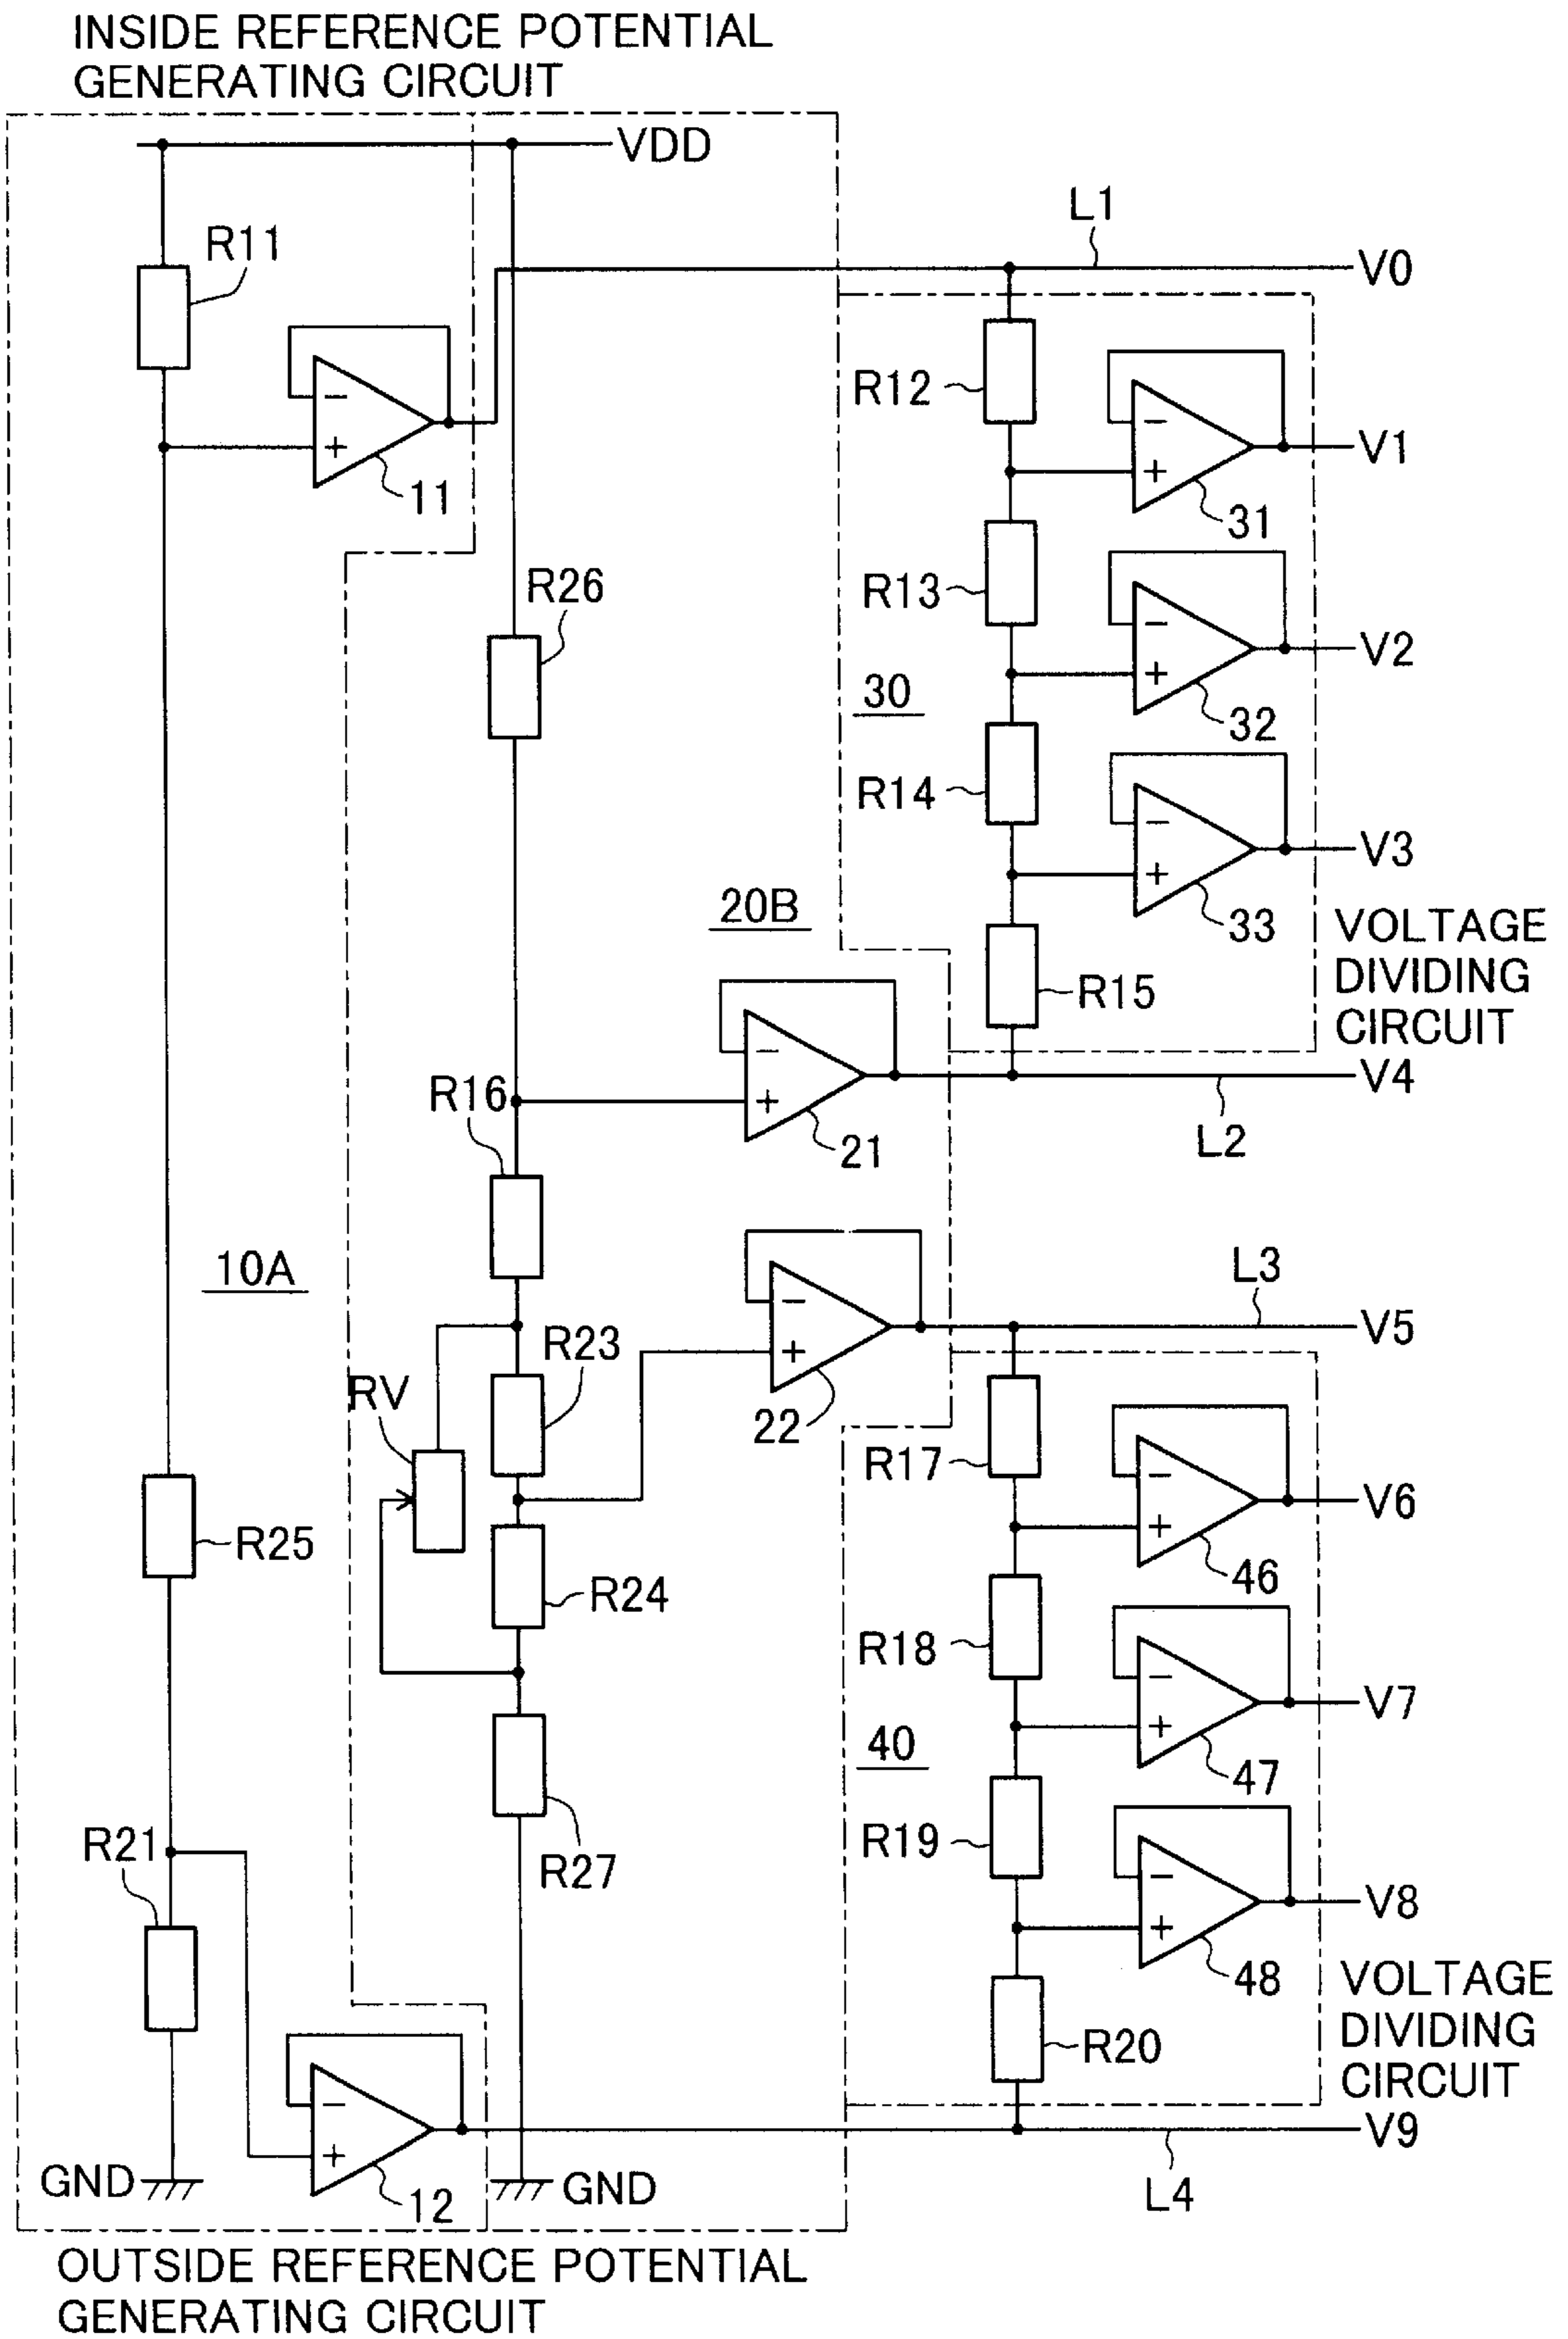 INSIDE REFERENCE POTENTIAL
GENERATING CIRCUIT
VDD
L1
R11
V0
R12
−
+
11
−
+
V1
31
R26
R13
−
+
V2
30
32
R14
−
+
V3
20B
33
VOLTAGE
DIVIDING
CIRCUIT
R15
−
+
V4
R16
21
L2
10A
L3
−
+
V5
R23
RV
22
R17
−
+
V6
R25
46
R24
R18
−
+
V7
40
47
R21
R19
R27
−
+
V8
48
VOLTAGE
DIVIDING
CIRCUIT
R20
−
+
V9
GND
12
GND
L4
OUTSIDE REFERENCE POTENTIAL
GENERATING CIRCUIT